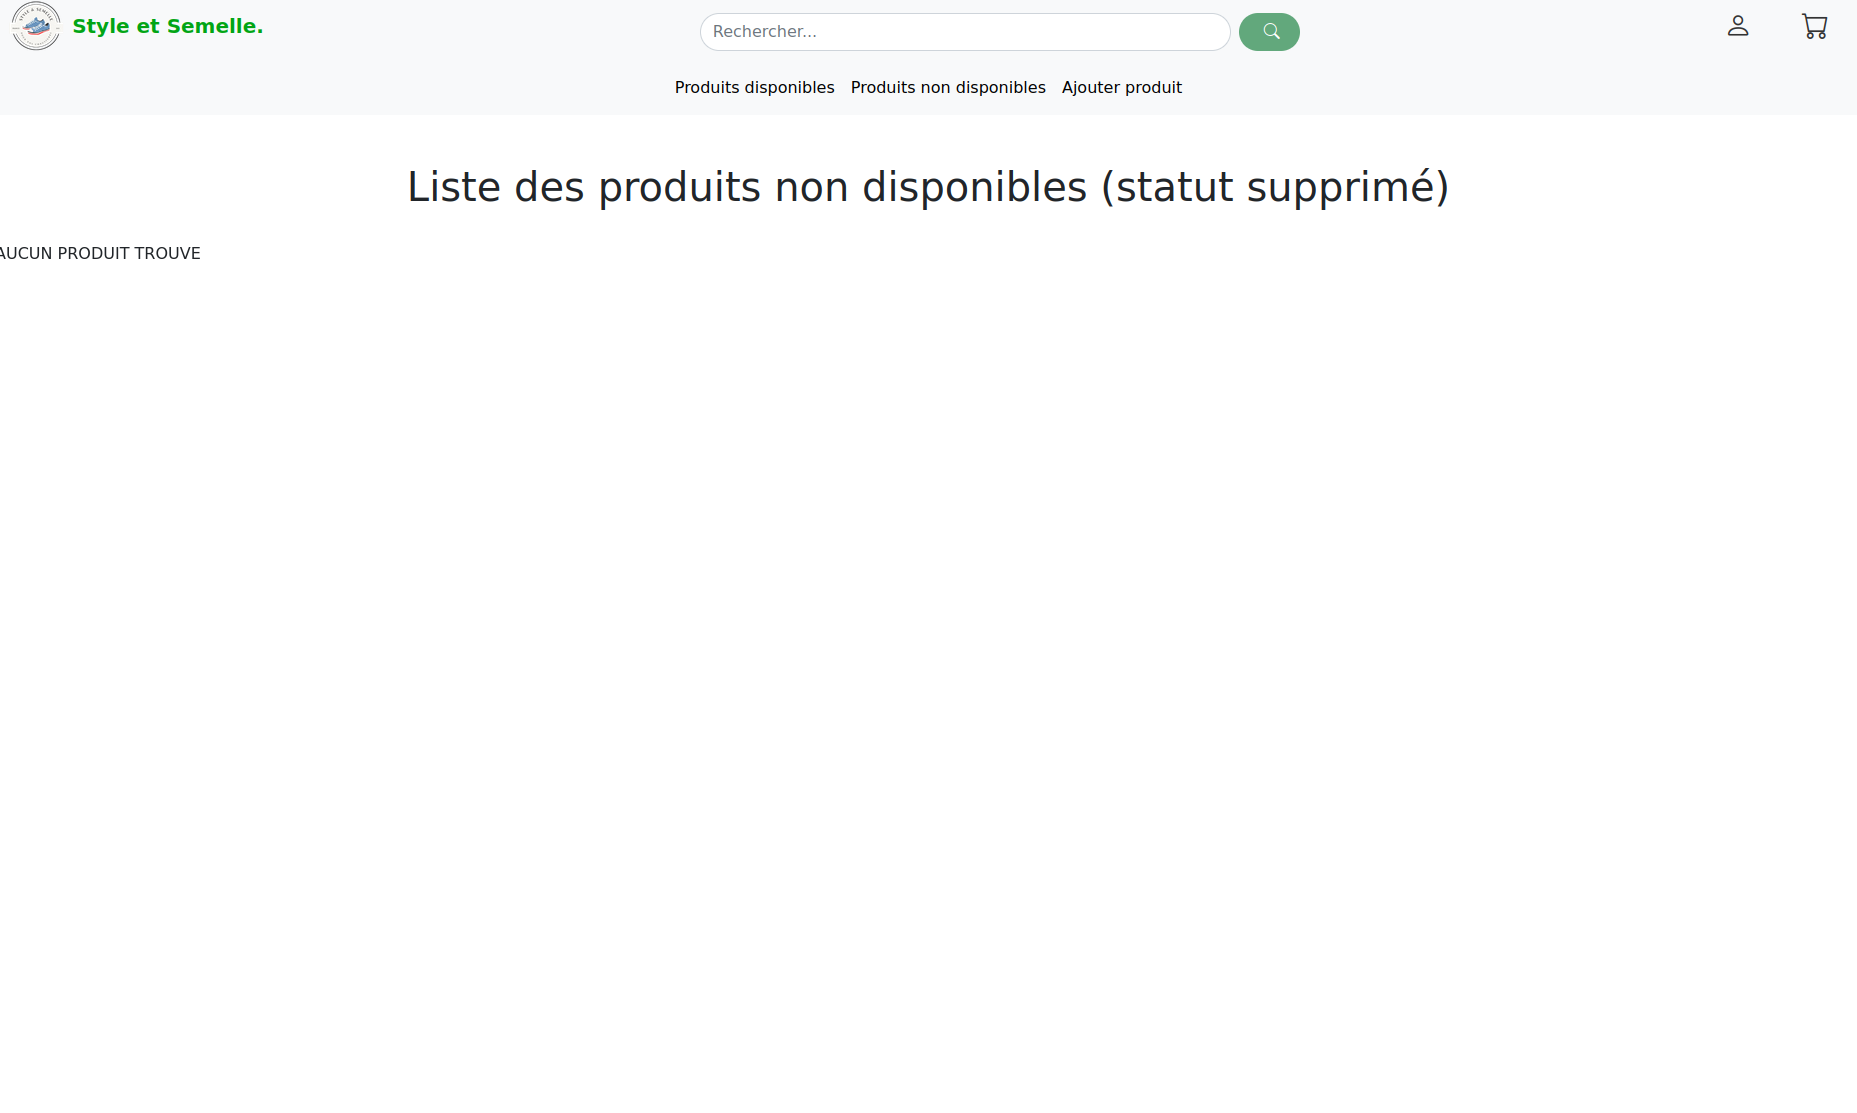 Style et Semelle.
Rechercher...
Produits disponibles Produits non disponibles Ajouter produit
Liste des produits non disponibles (statut supprimé)
AUCUN PRODUIT TROUVE